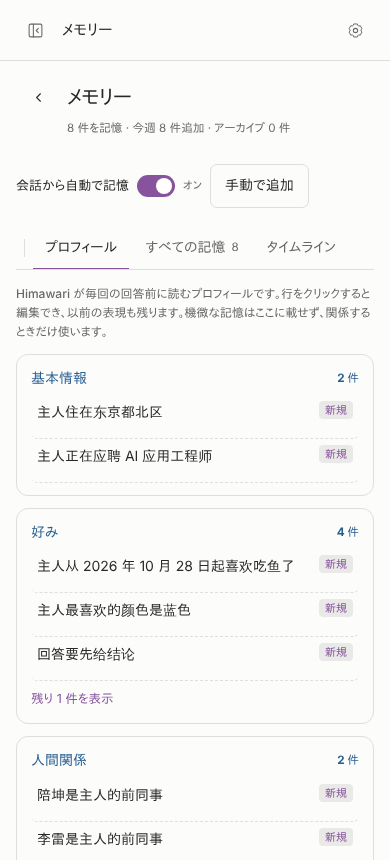 メモリー
メモリー
8 件を記憶 · 今週 8 件追加 · アーカイブ 0 件
会話から自動で記憶 オン 手動で追加
プロフィール すべての記憶 8 タイムライン
Himawari が毎回の回答前に読むプロフィールです。行をクリックすると
編集でき、以前の表現も残ります。機微な記憶はここに載せず、関係する
ときだけ使います。
基本情報 2 件
主人住在东京都北区 新規
主人正在应聘 AI 应用工程师 新規
好み 4 件
主人从 2026 年 10 月 28 日起喜欢吃鱼了 新規
主人最喜欢的颜色是蓝色 新規
回答要先给结论 新規
残り 1 件を表示
人間関係 2 件
陪坤是主人的前同事 新規
李雷是主人的前同事 新規